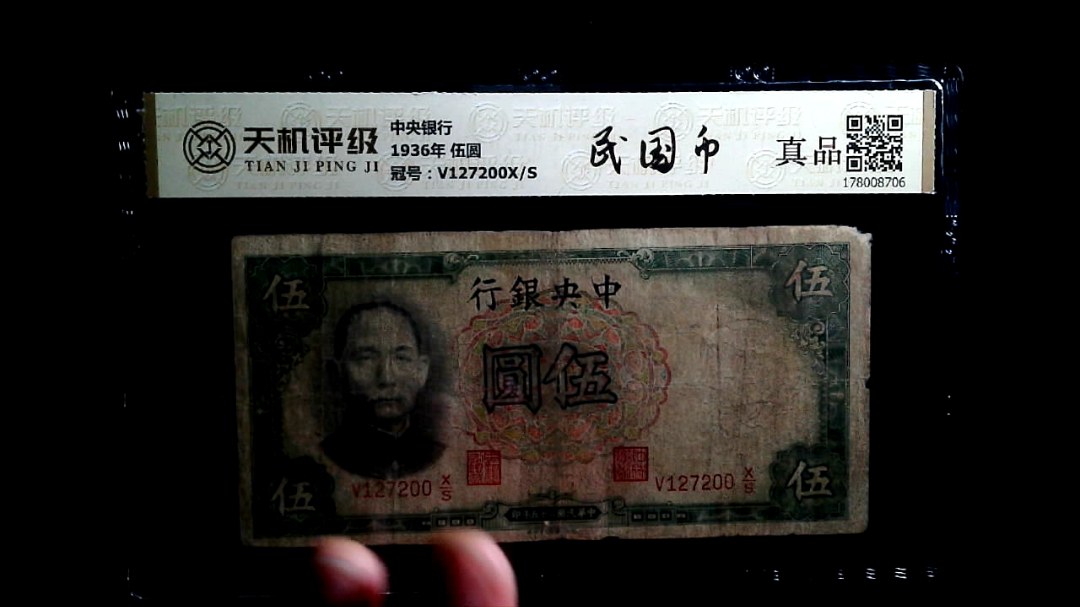 天机评级
TIAN JI PING JI
中央银行
1936年 伍圆
冠号：V127200X/S
民国币
真品
178008706
伍
行銀央中
伍
圓伍
V127200 X/S
V127200 X/S
伍
伍